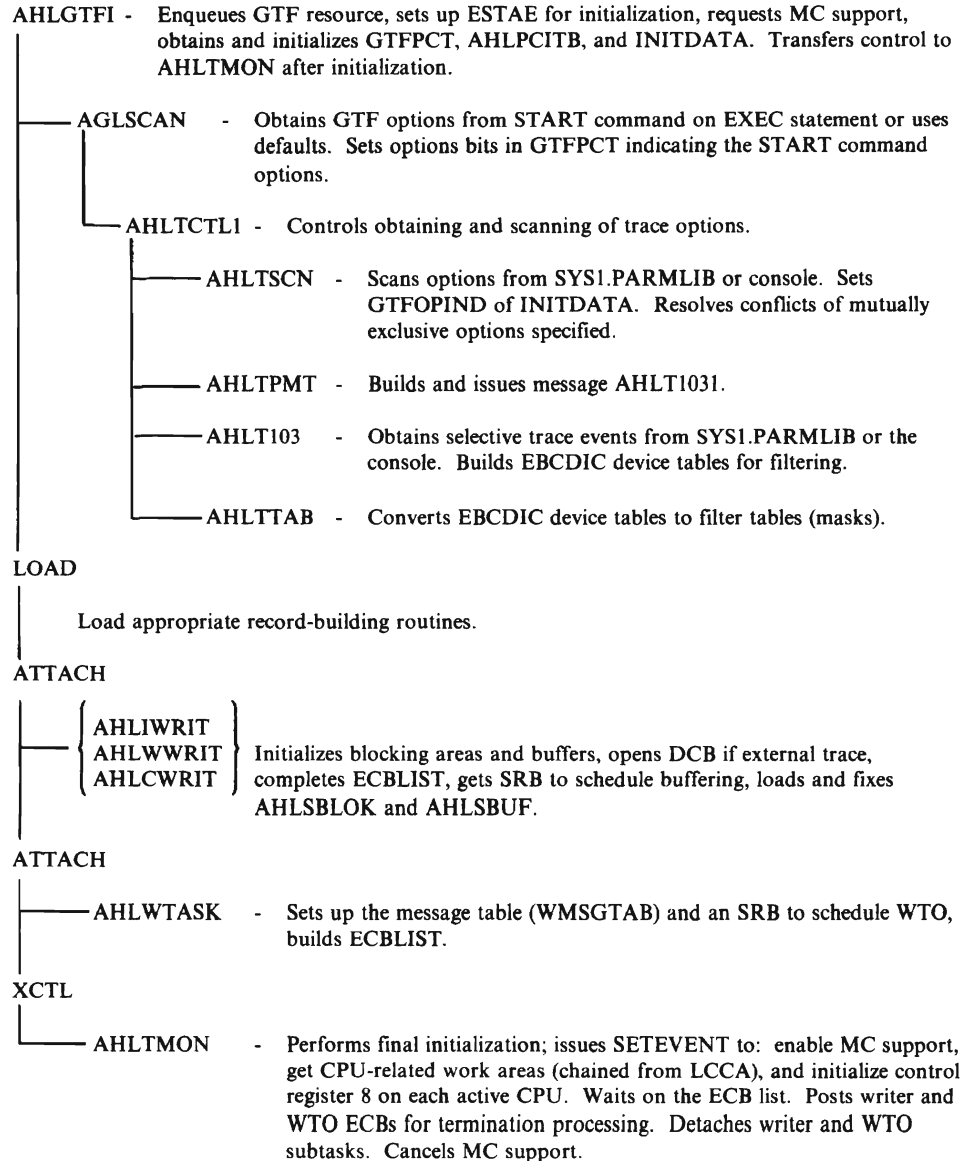 AHLGTFI - Enqueues GTF resource, sets up ESTAE for initialization, requests MC support,
obtains and initializes GTFPCT, AHLPCITB, and INITDATA. Transfers control to
AHLTMON after initialization.
AGLSCAN - Obtains GTF options from START command on EXEC statement or uses
defaults. Sets options bits in GTFPCT indicating the START command
options.
AHLTCTL1 - Controls obtaining and scanning of trace options.
AHLTSCN - Scans options from SYS1.PARMLIB or console. Sets
GTFOPIND of INITDATA. Resolves conflicts of mutually
exclusive options specified.
AHLTPMT - Builds and issues message AHLT1031.
AHLT103 - Obtains selective trace events from SYS1.PARMLIB or the
console. Builds EBCDIC device tables for filtering.
AHLTTAB - Converts EBCDIC device tables to filter tables (masks).
LOAD
Load appropriate record-building routines.
ATTACH
AHLIWRIT
AHLWWRIT Initializes blocking areas and buffers, opens DCB if external trace,
AHLCWRIT completes ECBLIST, gets SRB to schedule buffering, loads and fixes
AHLSBLOK and AHLSBUF.
ATTACH
AHLWTASK - Sets up the message table (WMSGTAB) and an SRB to schedule WTO,
builds ECBLIST.
XCTL
AHLTMON - Performs final initialization; issues SETEVENT to: enable MC support,
get CPU-related work areas (chained from LCCA), and initialize control
register 8 on each active CPU. Waits on the ECB list. Posts writer and
WTO ECBs for termination processing. Detaches writer and WTO
subtasks. Cancels MC support.